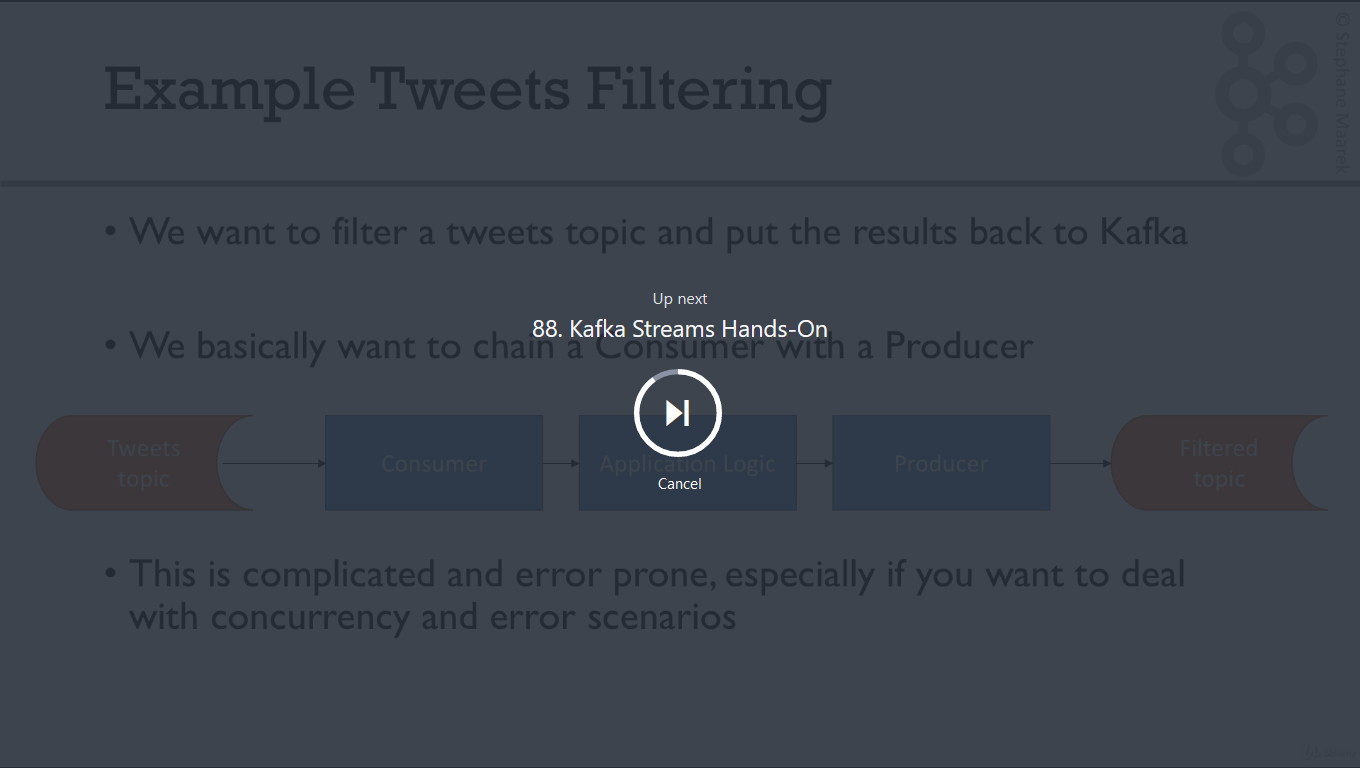 Example Tweets Filtering
© Stephane Maarek
• We want to filter a tweets topic and put the results back to Kafka
Up next
88. Kafka Streams Hands-On
• We basically want to chain a Consumer with a Producer
Tweets
topic
Consumer
Application Logic
Producer
Filtered
topic
Cancel
• This is complicated and error prone, especially if you want to deal
with concurrency and error scenarios